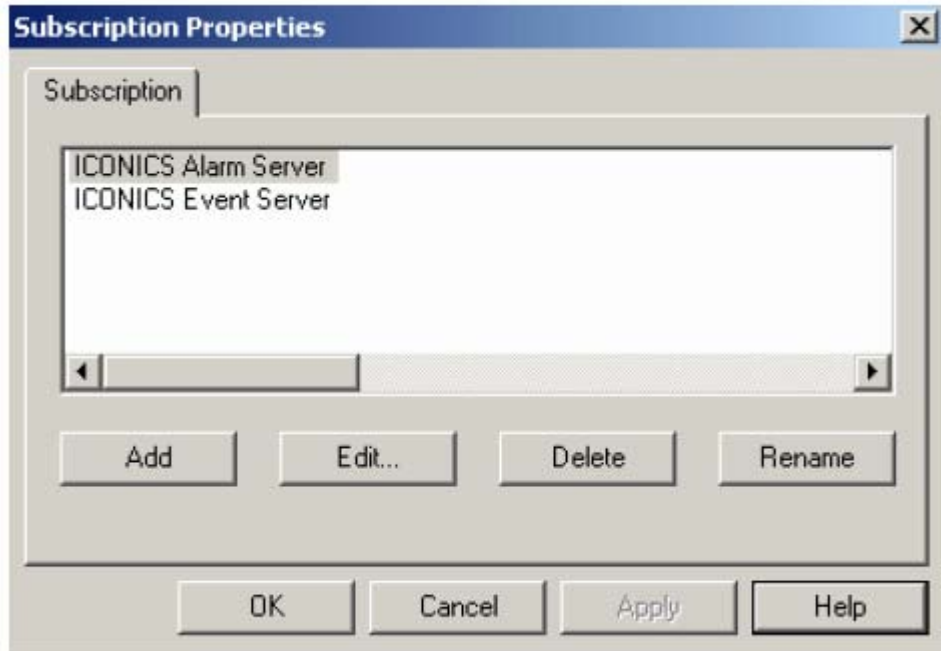 Subscription Properties
Subscription
ICONICS Alarm Server
ICONICS Event Server
Add Edit... Delete Rename
OK Cancel Apply Help